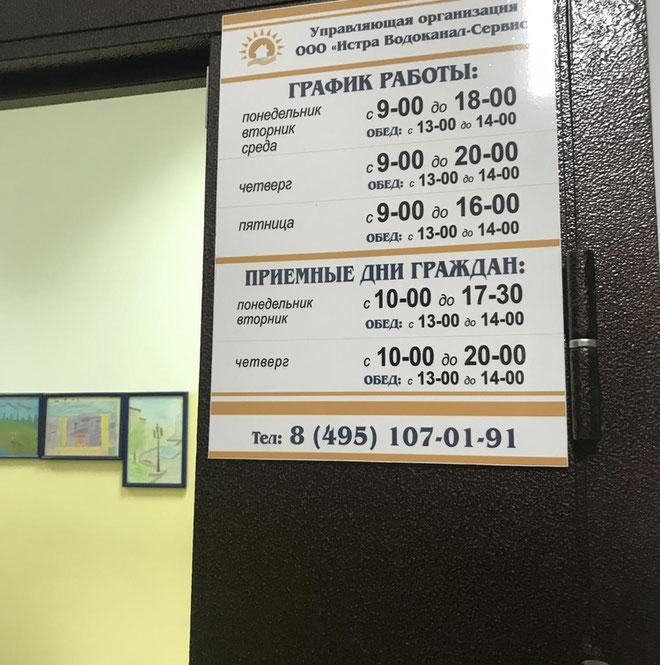 Управляющая организация
ООО «Истра Водоканал-Сервис
ГРАФИК РАБОТЫ:
понедельник
вторник
среда
с 9-00 до 18-00
ОБЕД: с 13-00 до 14-00
четверг
с 9-00 до 20-00
ОБЕД: с 13-00 до 14-00
пятница
с 9-00 до 16-00
ОБЕД: с 13-00 до 14-00
ПРИЕМНЫЕ ДНИ ГРАЖДАН:
понедельник
вторник
с 10-00 до 17-30
ОБЕД: с 13-00 до 14-00
четверг
с 10-00 до 20-00
ОБЕД: с 13-00 до 14-00
Тел: 8 (495) 107-01-91